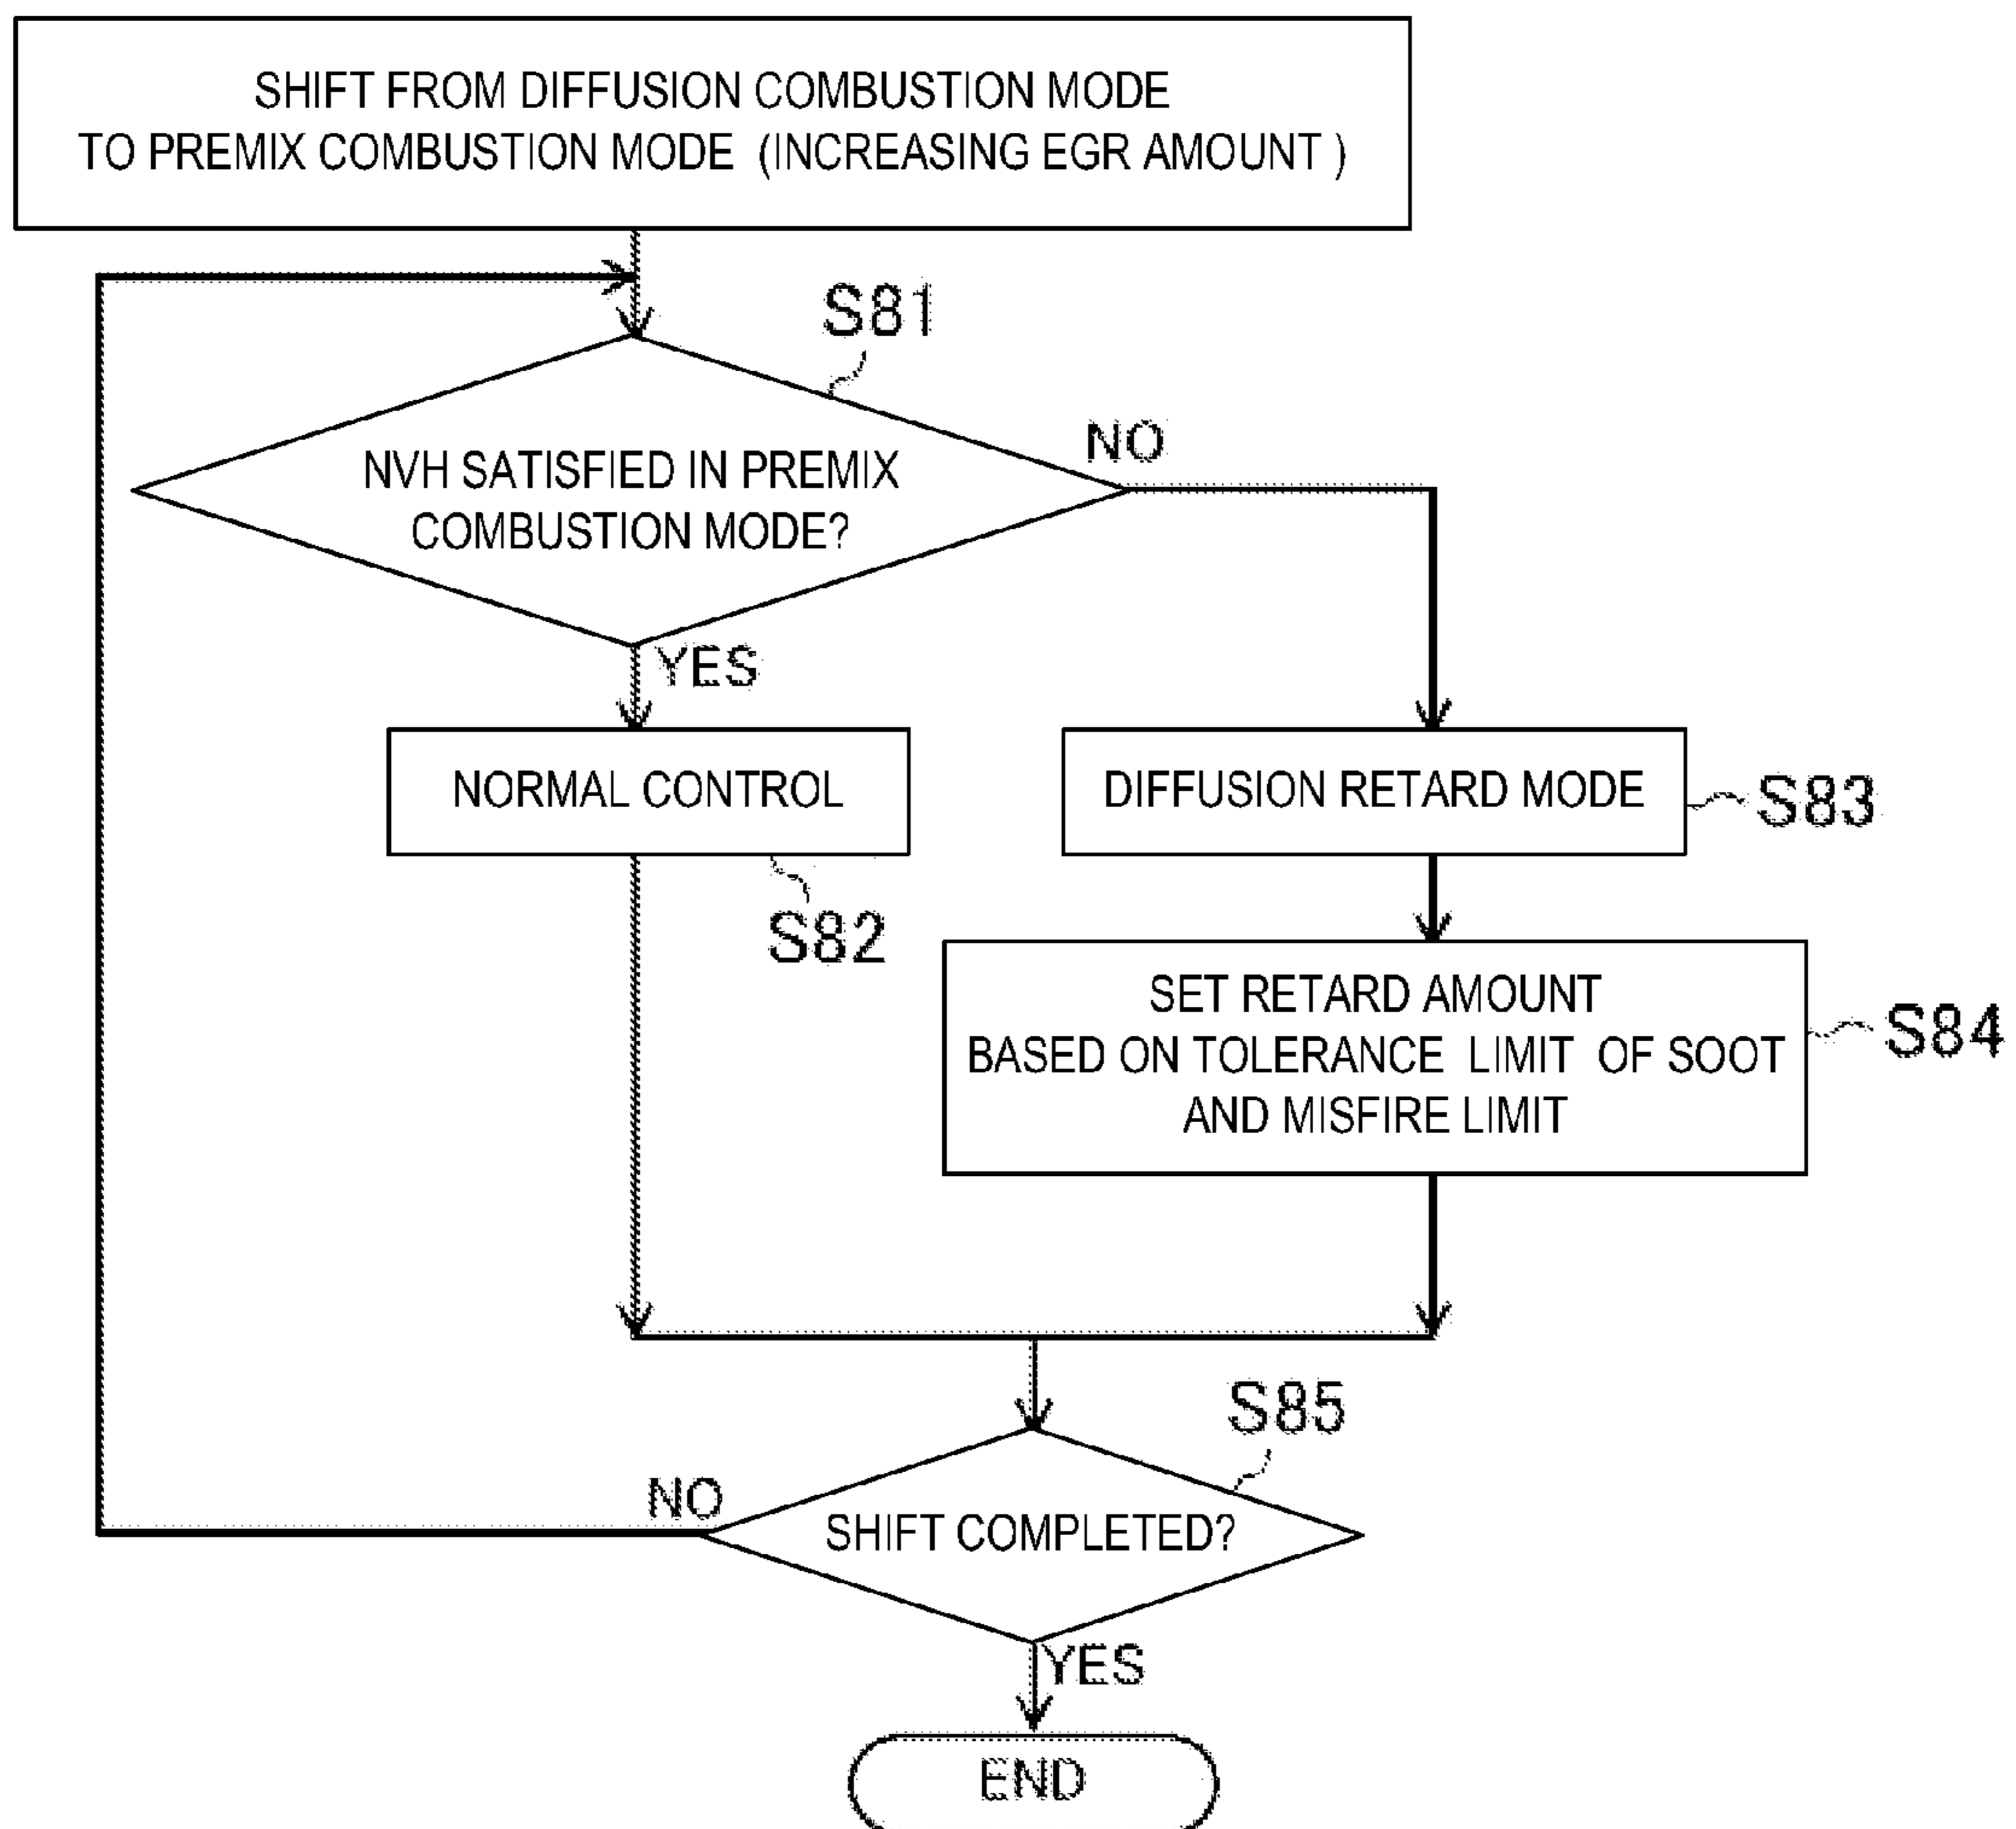 SHIFT FROM DIFFUSION COMBUSTION MODE
TO PREMIX COMBUSTION MODE (INCREASING EGR AMOUNT )
S81
NVH SATISFIED IN PREMIX
COMBUSTION MODE?
NO
YES
NORMAL CONTROL
S82
DIFFUSION RETARD MODE
S83
SET RETARD AMOUNT
BASED ON TOLERANCE LIMIT OF SOOT
AND MISFIRE LIMIT
S84
S85
SHIFT COMPLETED?
NO
YES
END